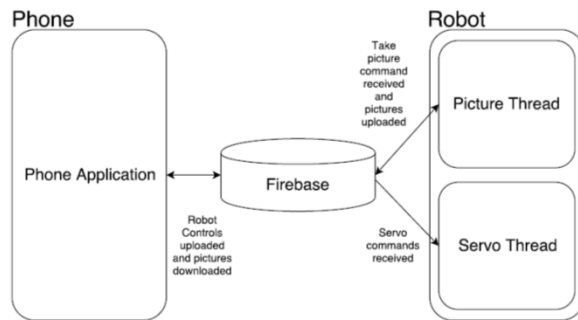 Phone
Robot
Take
picture
command
received
and
pictures
uploaded
Picture Thread
Phone Application
Firebase
Robot
Controls
uploaded
and pictures
downloaded
Servo
commands
received
Servo Thread